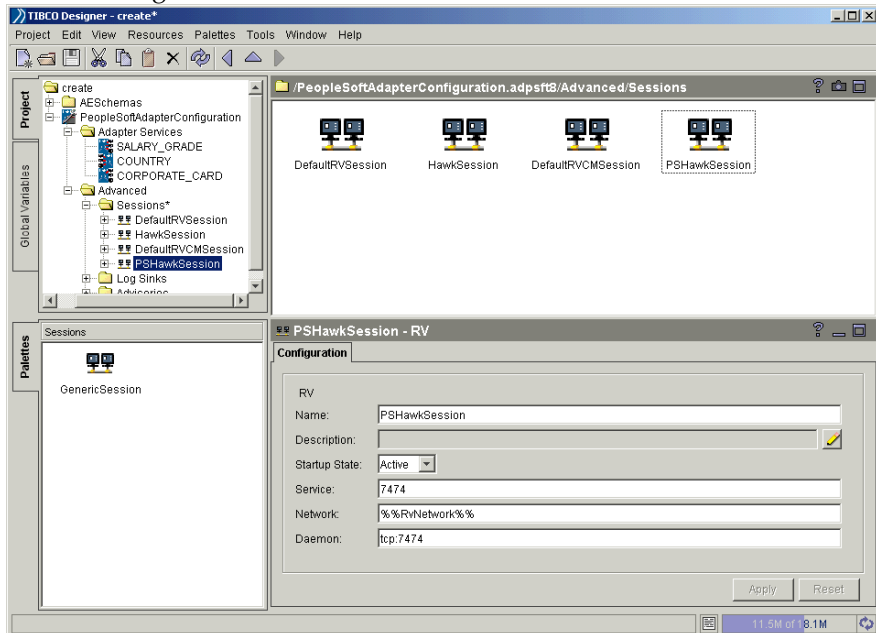 TIBCO Designer - create*
Project Edit View Resources Palettes Tools Window Help
Project
Global Variables
create
AESchemas
PeopleSoftAdapterConfiguration
Adapter Services
SALARY_GRADE
COUNTRY
CORPORATE_CARD
Advanced
Sessions*
DefaultRVSession
HawkSession
DefaultRVCMSession
PSHawkSession
Log Sinks
Advisories
/PeopleSoftAdapterConfiguration.adpsft8/Advanced/Sessions
DefaultRVSession HawkSession DefaultRVCMSession PSHawkSession
Palettes
Sessions
GenericSession
PSHawkSession - RV
Configuration
RV
Name: PSHawkSession
Description:
Startup State: Active
Service: 7474
Network: %%RvNetwork%%
Daemon: tcp:7474
Apply Reset
11.5M of 18.1M